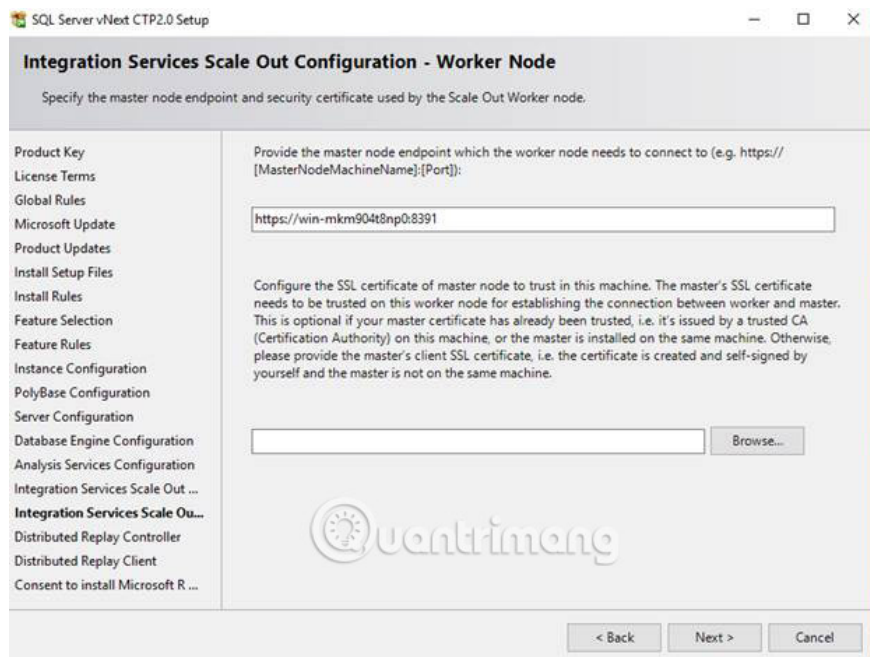 SQL Server vNext CTP2.0 Setup
Integration Services Scale Out Configuration - Worker Node
Specify the master node endpoint and security certificate used by the Scale Out Worker node.
Product Key
License Terms
Global Rules
Microsoft Update
Product Updates
Install Setup Files
Install Rules
Feature Selection
Feature Rules
Instance Configuration
PolyBase Configuration
Server Configuration
Database Engine Configuration
Analysis Services Configuration
Integration Services Scale Out ...
Integration Services Scale Ou...
Distributed Replay Controller
Distributed Replay Client
Consent to install Microsoft R ...
Provide the master node endpoint which the worker node needs to connect to (e.g. https://
[MasterNodeMachineName]:[Port]):
https://win-mkm904t8np0:8391
Configure the SSL certificate of master node to trust in this machine. The master's SSL certificate
needs to be trusted on this worker node for establishing the connection between worker and master.
This is optional if your master certificate has already been trusted, i.e. it's issued by a trusted CA
(Certification Authority) on this machine, or the master is installed on the same machine. Otherwise,
please provide the master's client SSL certificate, i.e. the certificate is created and self-signed by
yourself and the master is not on the same machine.
Browse...
Quantrimang
< Back
Next >
Cancel